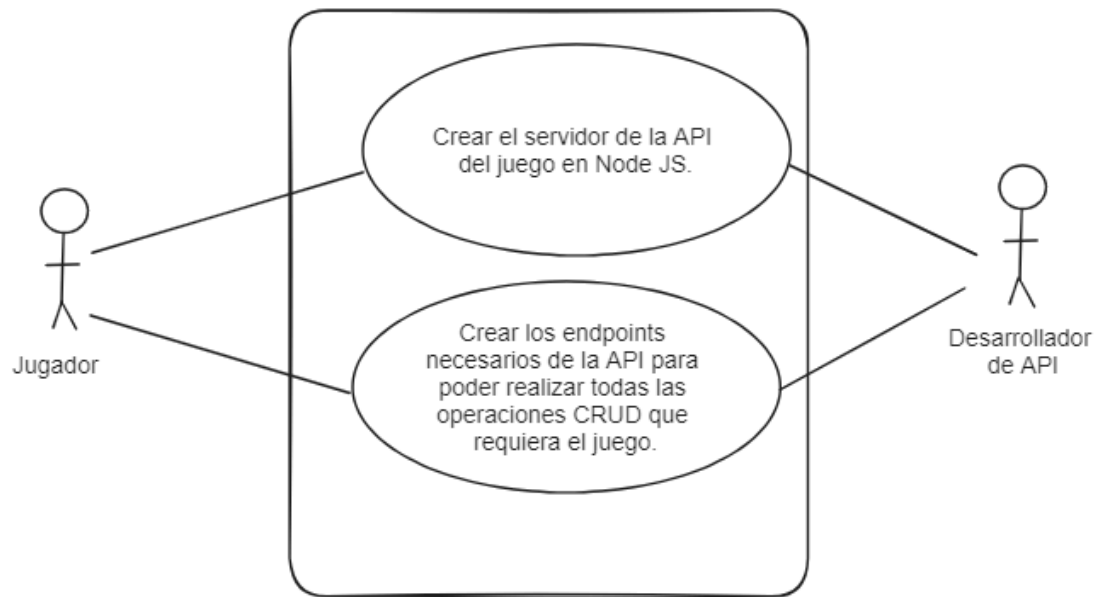 Crear el servidor de la API
del juego en Node JS.
Jugador
Crear los endpoints
necesarios de la API para
poder realizar todas las
operaciones CRUD que
requiera el juego.
Desarrollador
de API